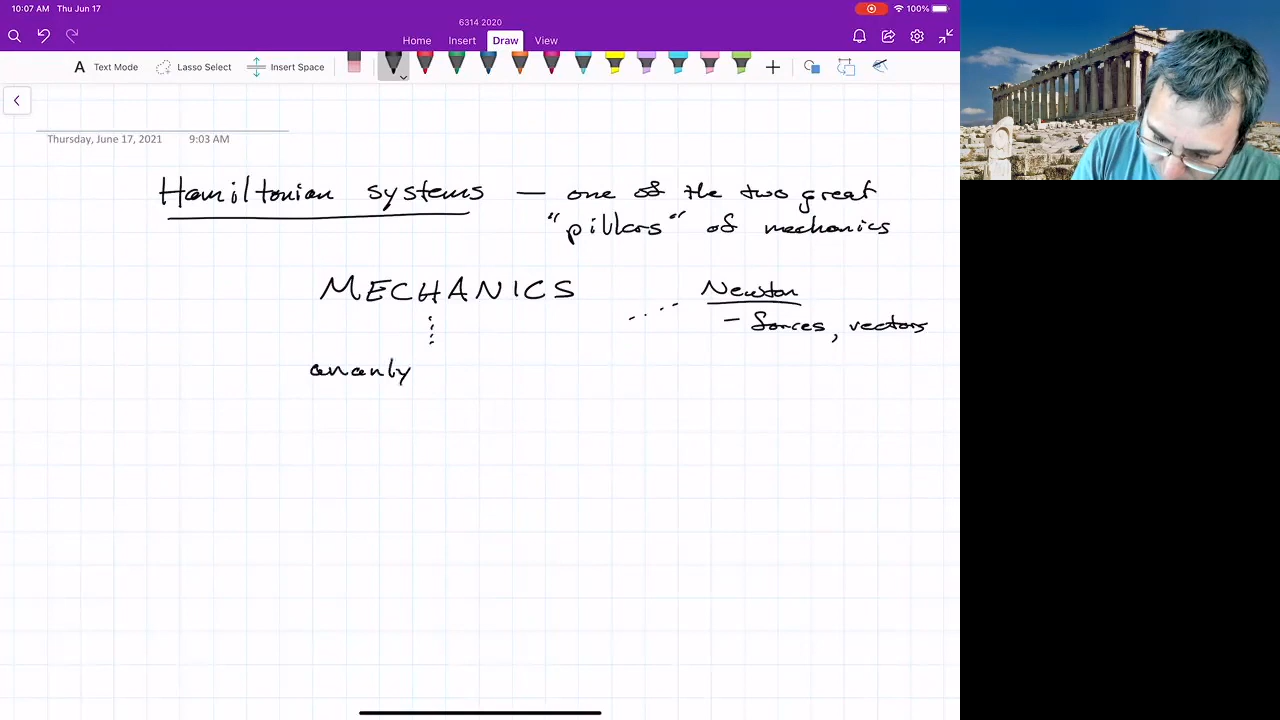 10:07 AM Thu Jun 17
100%
6314 2020
Home Insert Draw View
Text Mode Lasso Select Insert Space
Thursday, June 17, 2021 9:03 AM
Hamiltonian systems — one of the two great
"pillars" of mechanics
MECHANICS
Newton
- forces, vectors
ananly